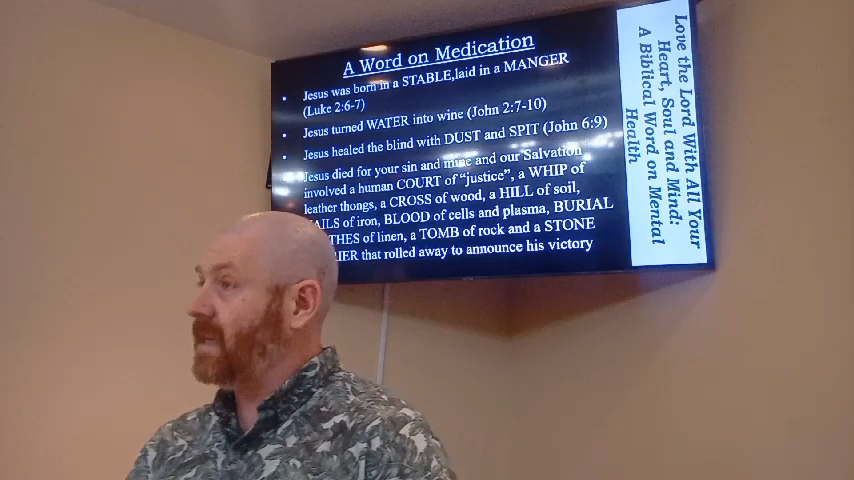 A Word on Medication
Jesus was born in a STABLE,laid in a MANGER
(Luke 2:6-7)
Jesus turned WATER into wine (John 2:7-10)
Jesus healed the blind with DUST and SPIT (John 6:9)
Jesus died for your sin and mine and our Salvation
involved a human COURT of “justice”, a WHIP of
leather thongs, a CROSS of wood, a HILL of soil,
AILS of iron, BLOOD of cells and plasma, BURIAL
THES of linen, a TOMB of rock and a STONE
IER that rolled away to announce his victory
Love the Lord With All Your
Heart, Soul and Mind:
A Biblical Word on Mental
Health